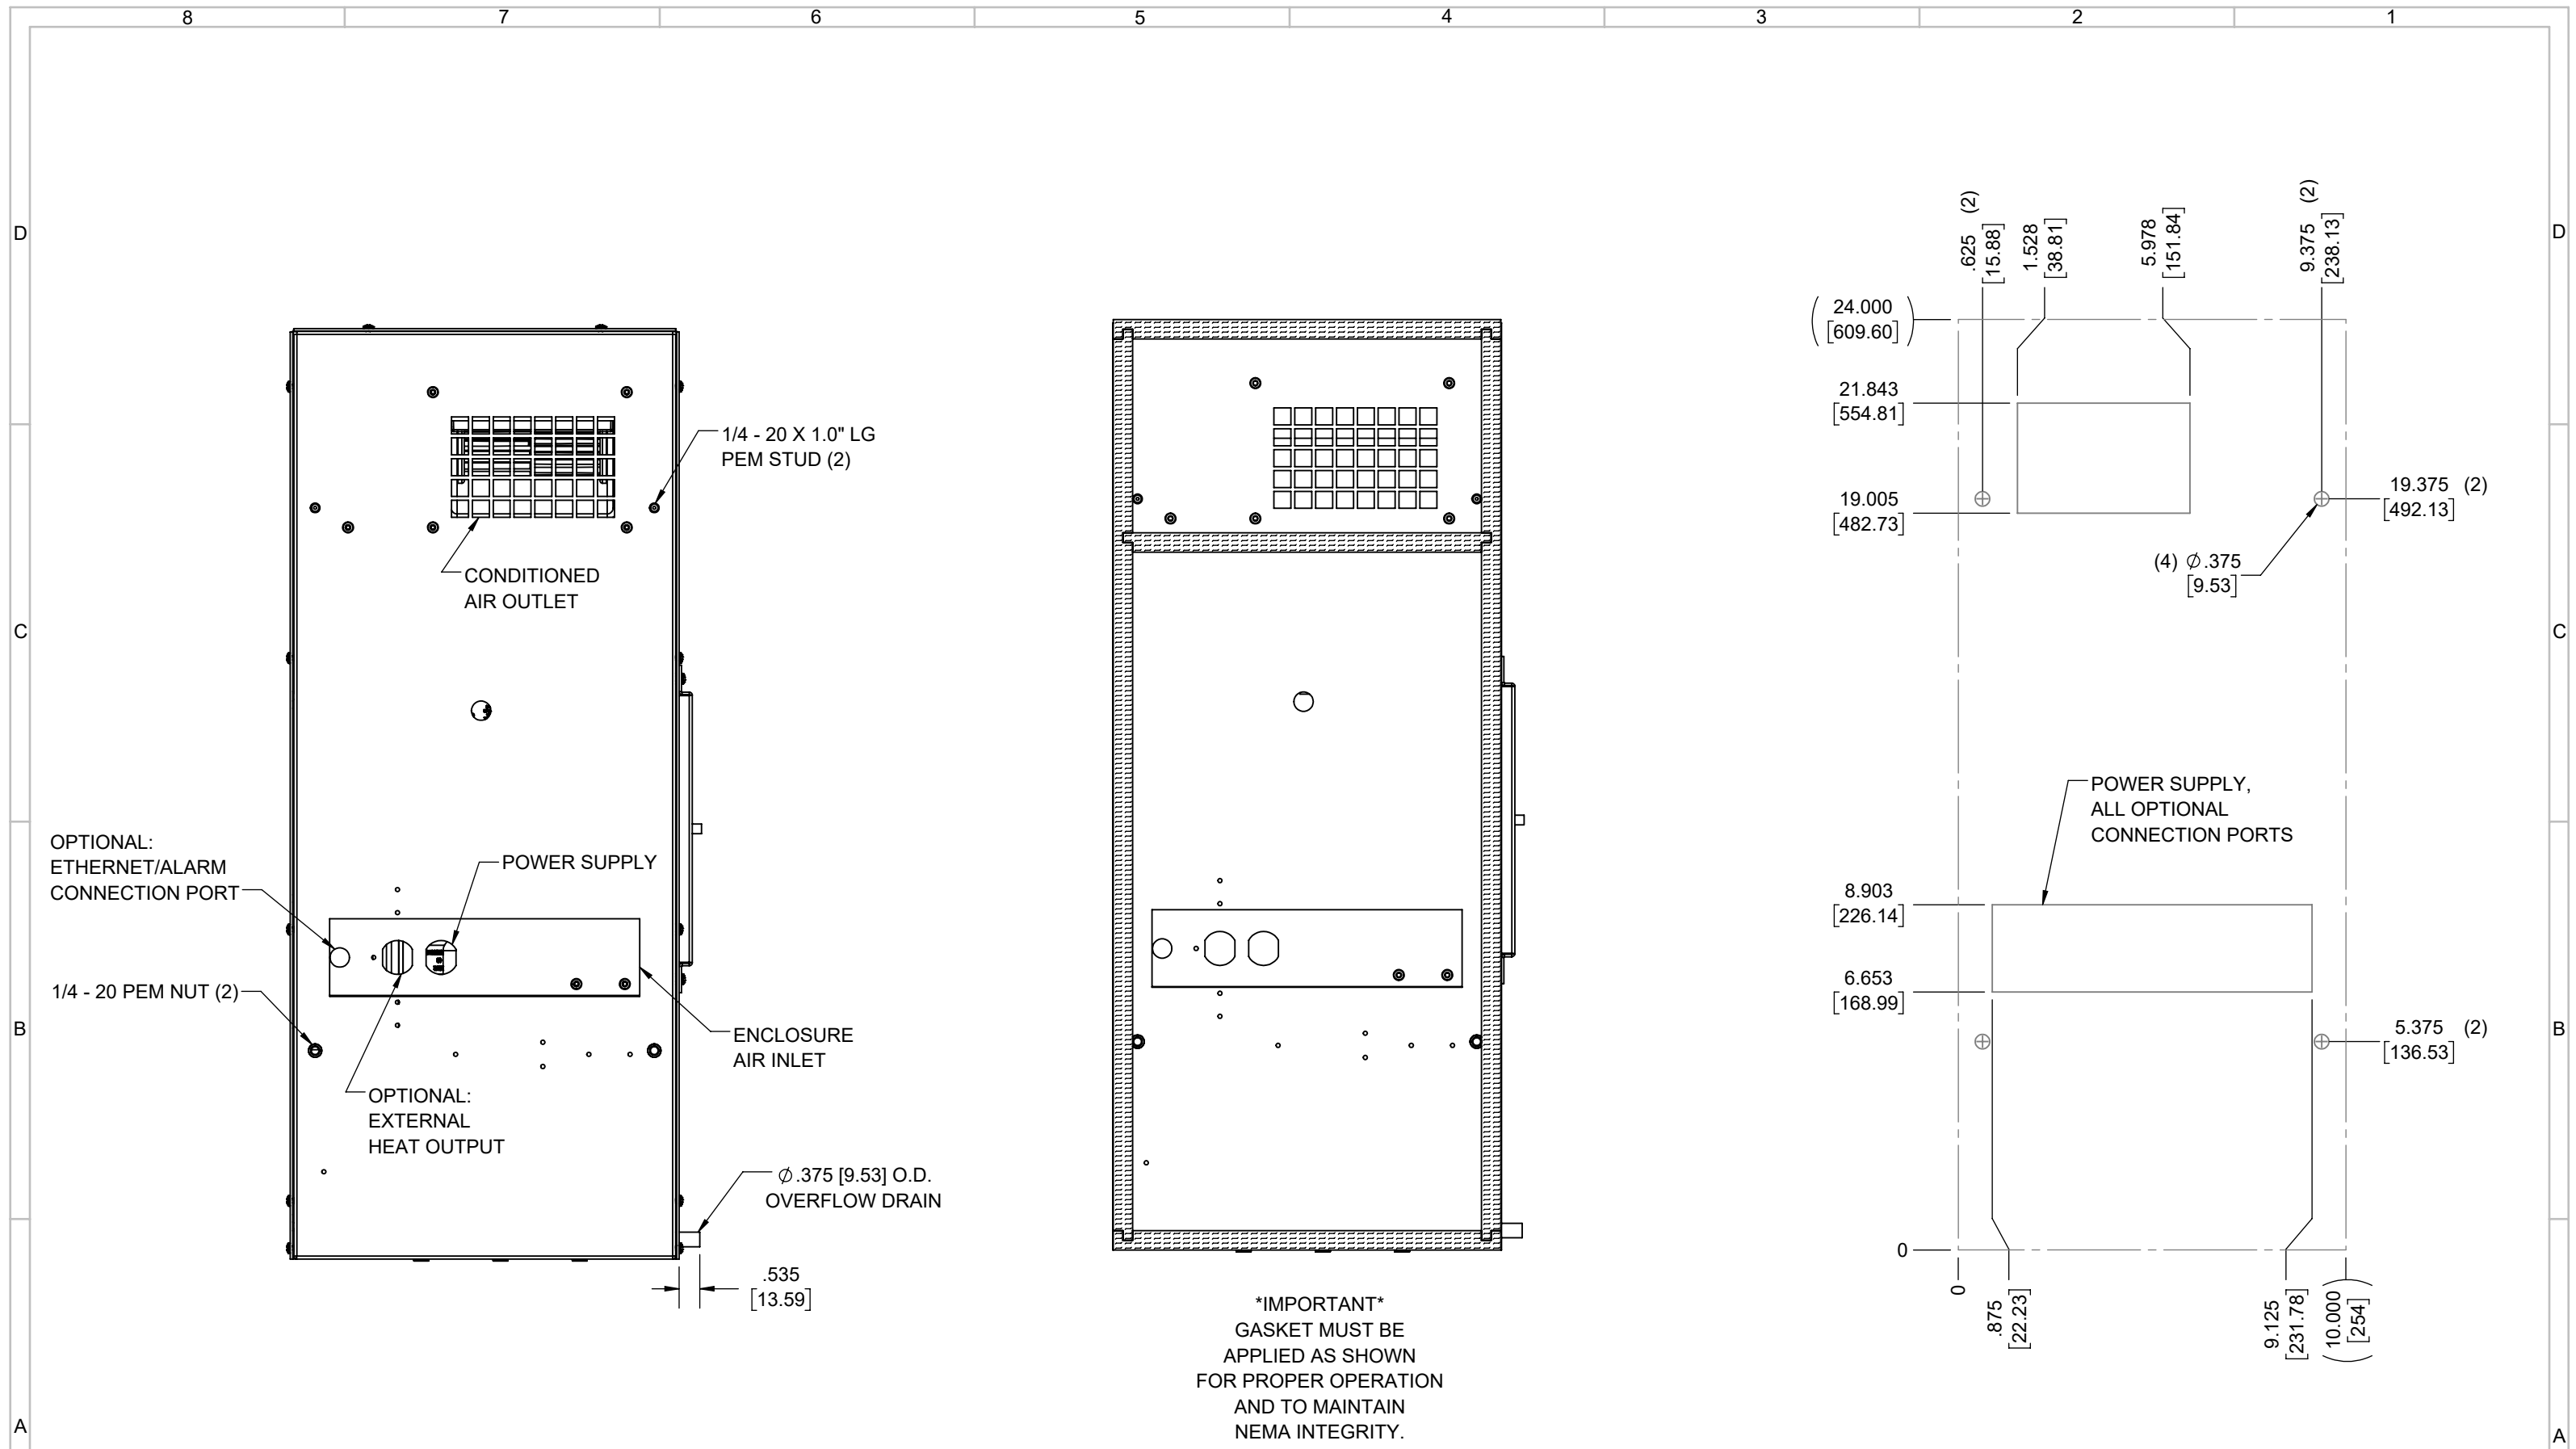 8 7 6 5 4 3 2 1
D
D
C
C
B
B
A
A
1/4 - 20 X 1.0" LG
PEM STUD (2)
CONDITIONED
AIR OUTLET
OPTIONAL:
ETHERNET/ALARM
CONNECTION PORT
POWER SUPPLY
1/4 - 20 PEM NUT (2)
ENCLOSURE
AIR INLET
OPTIONAL:
EXTERNAL
HEAT OUTPUT
∅.375 [9.53] O.D.
OVERFLOW DRAIN
.535
[13.59]
*IMPORTANT*
GASKET MUST BE
APPLIED AS SHOWN
FOR PROPER OPERATION
AND TO MAINTAIN
NEMA INTEGRITY.
.625 (2)
[15.88]
1.528
[38.81]
5.978
[151.84]
9.375 (2)
[238.13]
(24.000
[609.60])
21.843
[554.81]
19.005
[482.73]
19.375 (2)
[492.13]
(4) ∅.375
[9.53]
POWER SUPPLY,
ALL OPTIONAL
CONNECTION PORTS
8.903
[226.14]
6.653
[168.99]
5.375 (2)
[136.53]
0
0
.875
[22.23]
9.125
[231.78]
(10.000
[254])